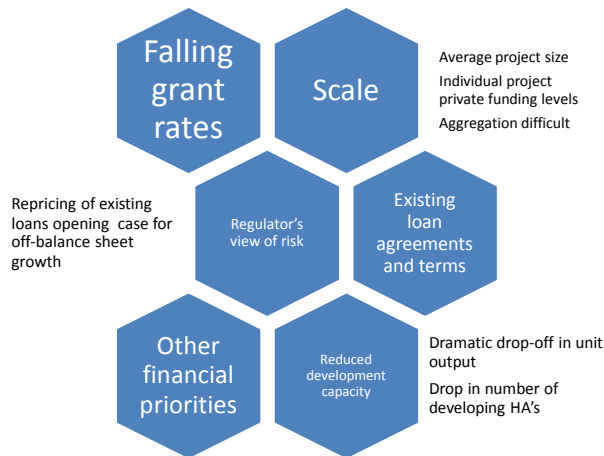 Falling
grant
rates
Scale
Average project size
Individual project
private funding levels
Aggregation difficult
Repricing of existing
loans opening case for
off-balance sheet
growth
Regulator's
view of risk
Existing
loan
agreements
and terms
Other
financial
priorities
Reduced
development
capacity
Dramatic drop-off in unit
output
Drop in number of
developing HA's